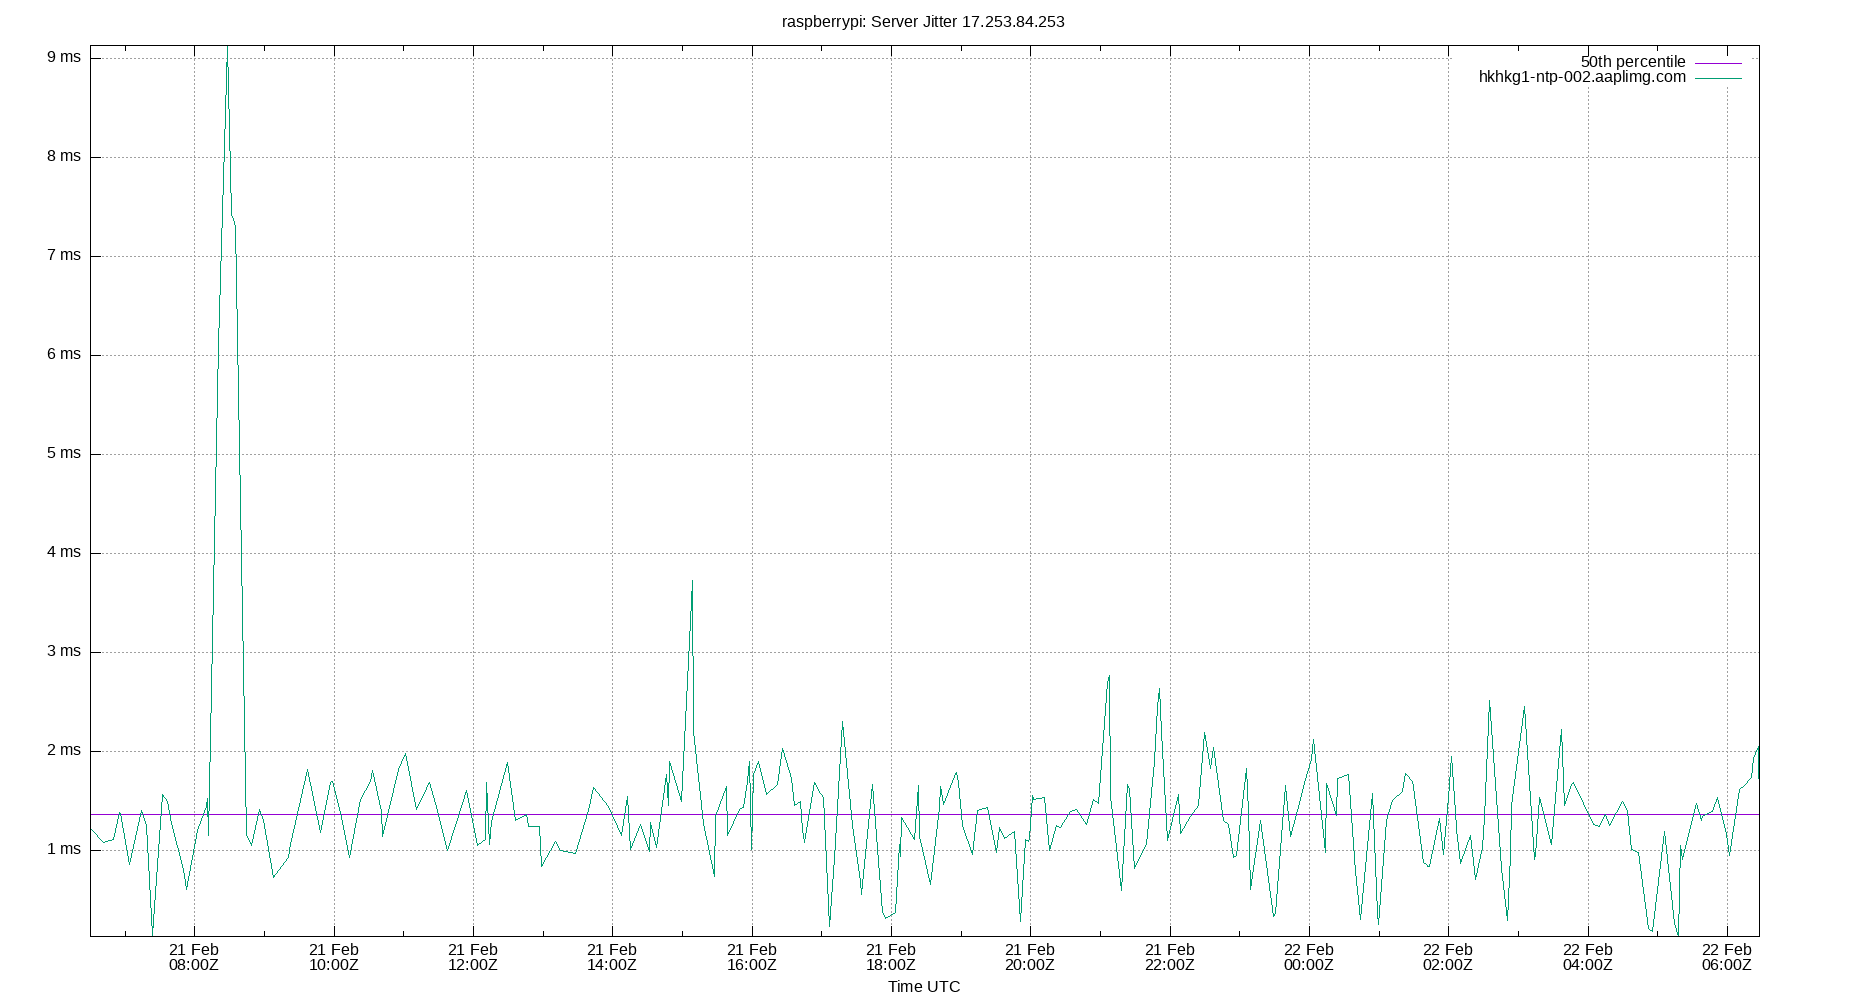 raspberrypi: Server Jitter 17.253.84.253
9 ms
50th percentile
hkhkg1-ntp-002.aaplimg.com
8 ms
7 ms
6 ms
5 ms
4 ms
3 ms
2 ms
1 ms
21 Feb 21 Feb 21 Feb 21 Feb 21 Feb 21 Feb 21 Feb 21 Feb 22 Feb 22 Feb 22 Feb 22 Feb
08:00Z 10:00Z 12:00Z 14:00Z 16:00Z 18:00Z 20:00Z 22:00Z 00:00Z 02:00Z 04:00Z 06:00Z
Time UTC